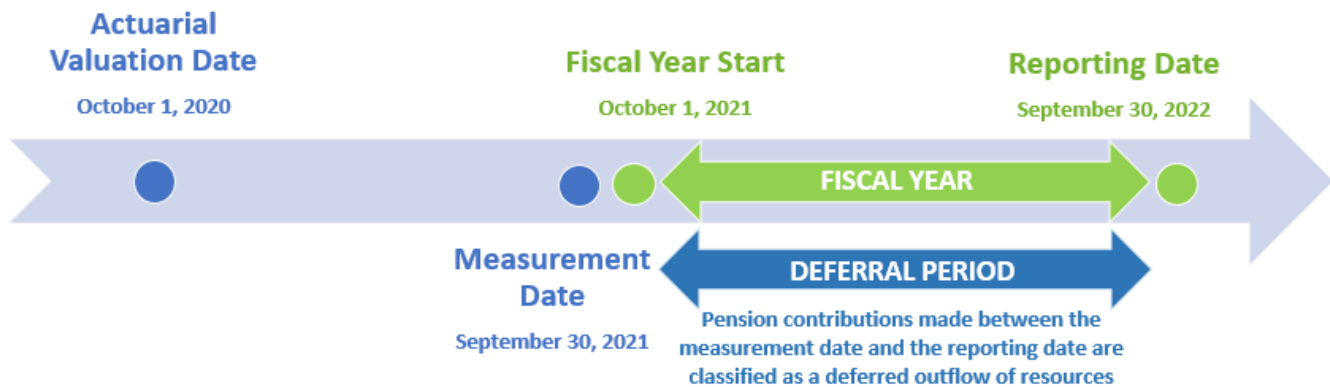 Actuarial
Valuation Date
October 1, 2020
Fiscal Year Start
October 1, 2021
Reporting Date
September 30, 2022
FISCAL YEAR
Measurement
Date
September 30, 2021
DEFERRAL PERIOD
Pension contributions made between the
measurement date and the reporting date are
classified as a deferred outflow of resources